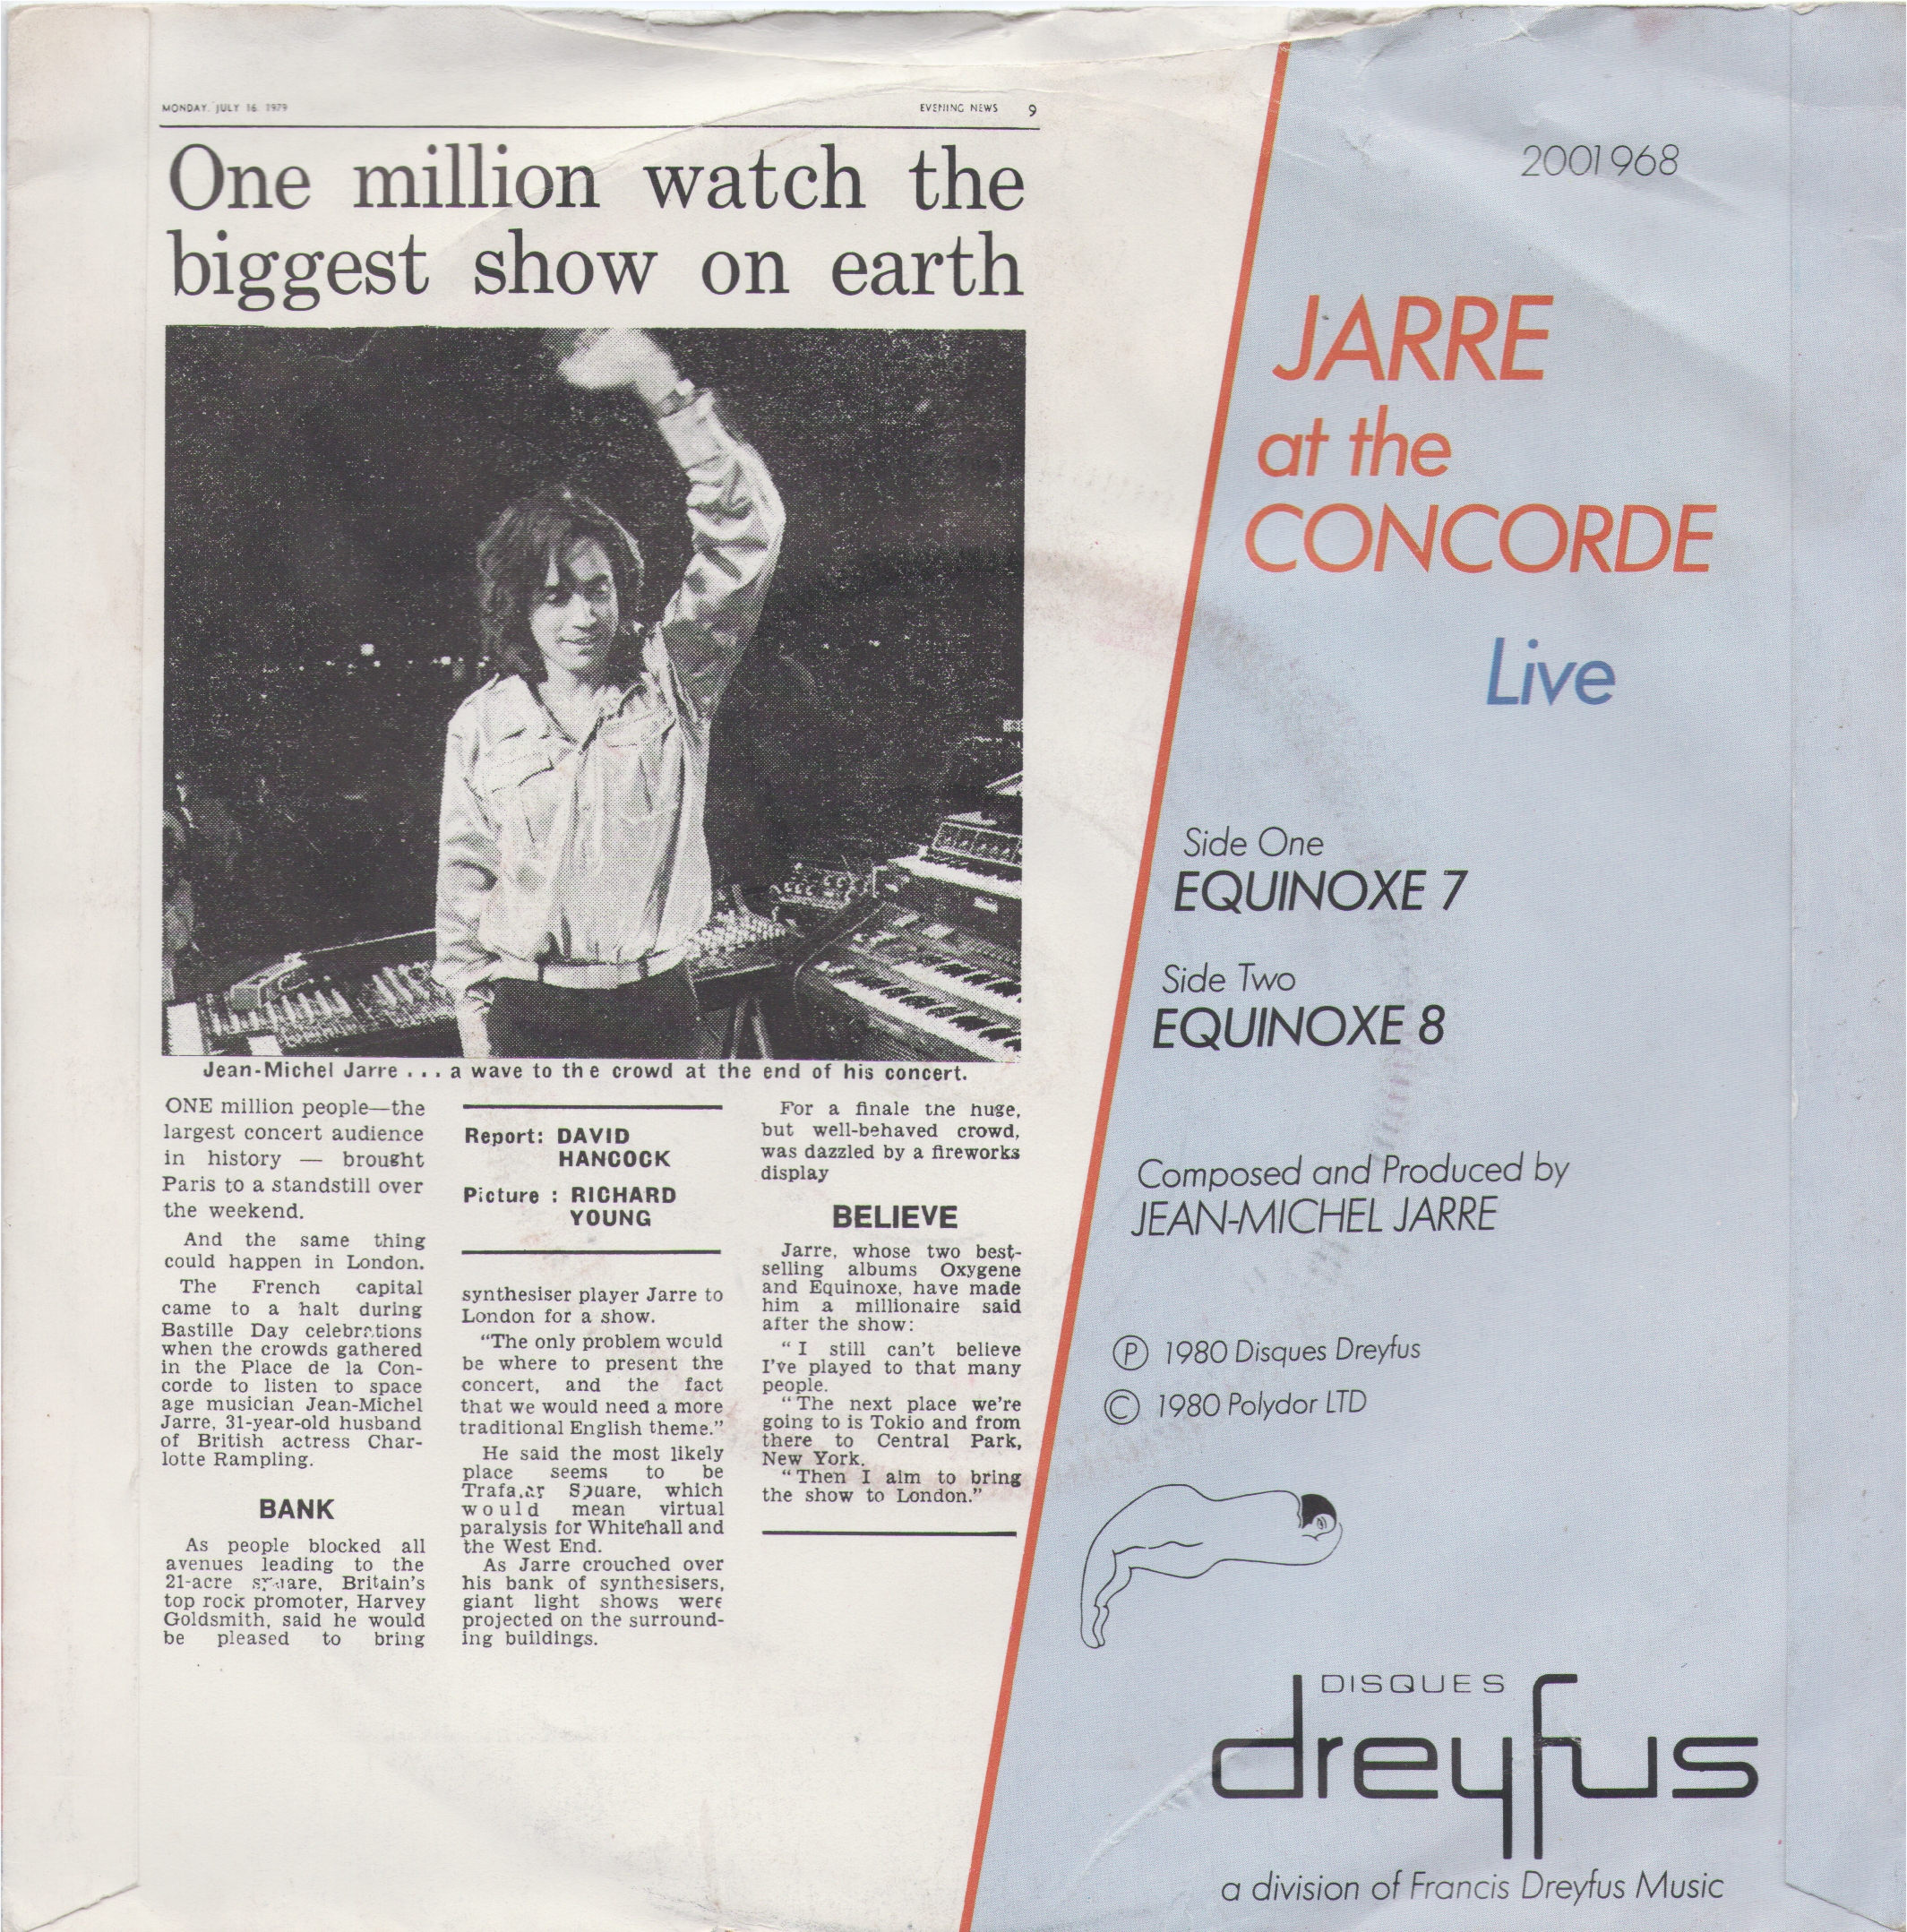 MONDAY, JULY 16, 1979
EVENING NEWS 9
One million watch the
biggest show on earth
Jean-Michel Jarre ... a wave to the crowd at the end of his concert.
ONE million people—the
largest concert audience
in history — brought
Paris to a standstill over
the weekend.
And the same thing
could happen in London.
The French capital
came to a halt during
Bastille Day celebrations
when the crowds gathered
in the Place de la Con-
corde to listen to space
age musician Jean-Michel
Jarre, 31-year-old husband
of British actress Char-
lotte Rampling.
BANK
As people blocked all
avenues leading to the
21-acre square, Britain's
top rock promoter, Harvey
Goldsmith, said he would
be pleased to bring
Report: DAVID
HANCOCK
Picture : RICHARD
YOUNG
synthesiser player Jarre to
London for a show.
"The only problem would
be where to present the
concert, and the fact
that we would need a more
traditional English theme."
He said the most likely
place seems to be
Trafalgar Square, which
would mean virtual
paralysis for Whitehall and
the West End.
As Jarre crouched over
his bank of synthesisers,
giant light shows were
projected on the surround-
ing buildings.
For a finale the huge,
but well-behaved crowd,
was dazzled by a fireworks
display
BELIEVE
Jarre, whose two best-
selling albums Oxygene
and Equinoxe, have made
him a millionaire said
after the show:
"I still can't believe
I've played to that many
people.
"The next place we're
going to is Tokio and from
there to Central Park,
New York.
"Then I aim to bring
the show to London."
2001 968
JARRE
at the
CONCORDE
Live
Side One
EQUINOXE 7
Side Two
EQUINOXE 8
Composed and Produced by
JEAN-MICHEL JARRE
Ⓟ 1980 Disques Dreyfus
© 1980 Polydor LTD
DISQUES
dreyfus
a division of Francis Dreyfus Music